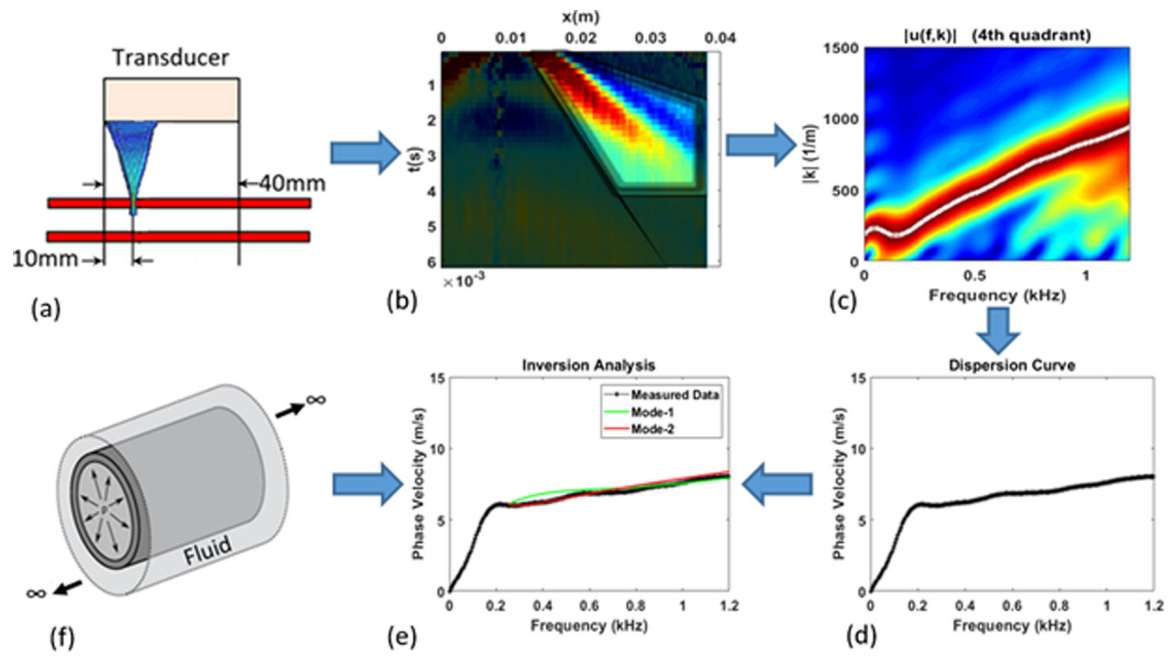 Transducer
40mm
10mm
(a)
x(m)
0 0.01 0.02 0.03 0.04
t(s)
1
2
3
4
5
6
×10⁻³
(b)
|u(f,k)| (4th quadrant)
|k| (1/m)
1500
1000
500
0
0 0.5 1
Frequency (kHz)
(c)
Dispersion Curve
Phase Velocity (m/s)
15
10
5
0
0 0.2 0.4 0.6 0.8 1 1.2
Frequency (kHz)
(d)
Inversion Analysis
Measured Data
Mode-1
Mode-2
Phase Velocity (m/s)
15
10
5
0
0 0.2 0.4 0.6 0.8 1 1.2
Frequency (kHz)
(e)
∞
Fluid
∞
(f)